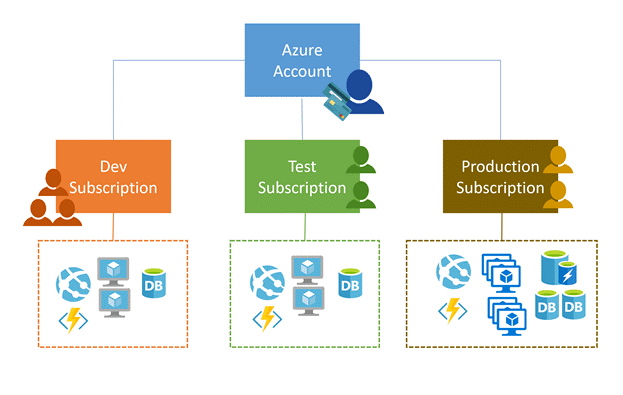 Azure
Account
Dev
Subscription
Test
Subscription
Production
Subscription
DB
DB
DB
DB